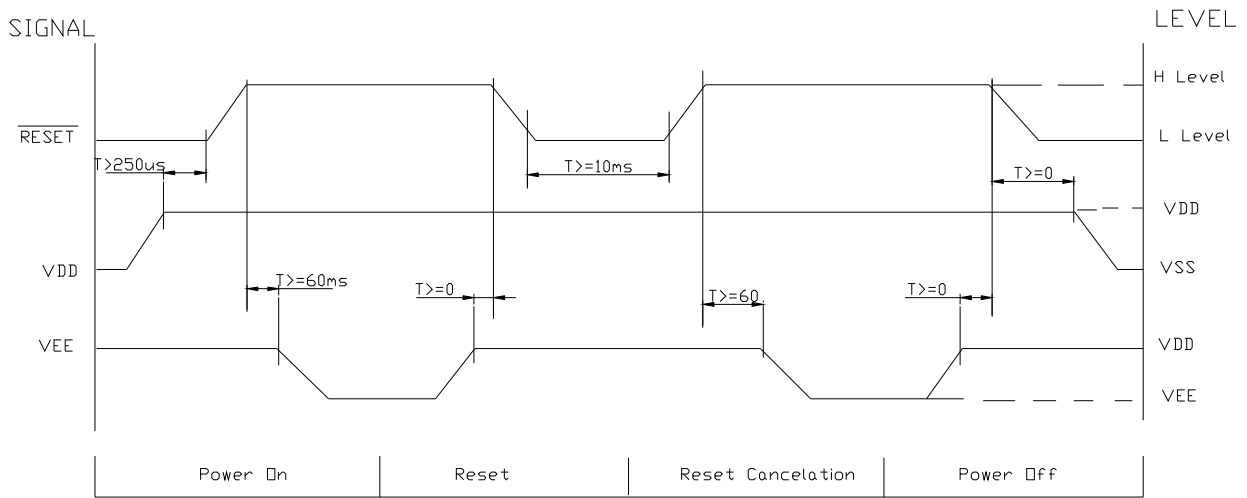 SIGNAL
LEVEL
H Level
RESET
L Level
T>250us
T>=10ms
T>=0
VDD
VDD
VSS
T>=60ms
T>=0
T>=60.
T>=0
VEE
VDD
VEE
Power On
Reset
Reset Cancelation
Power Off